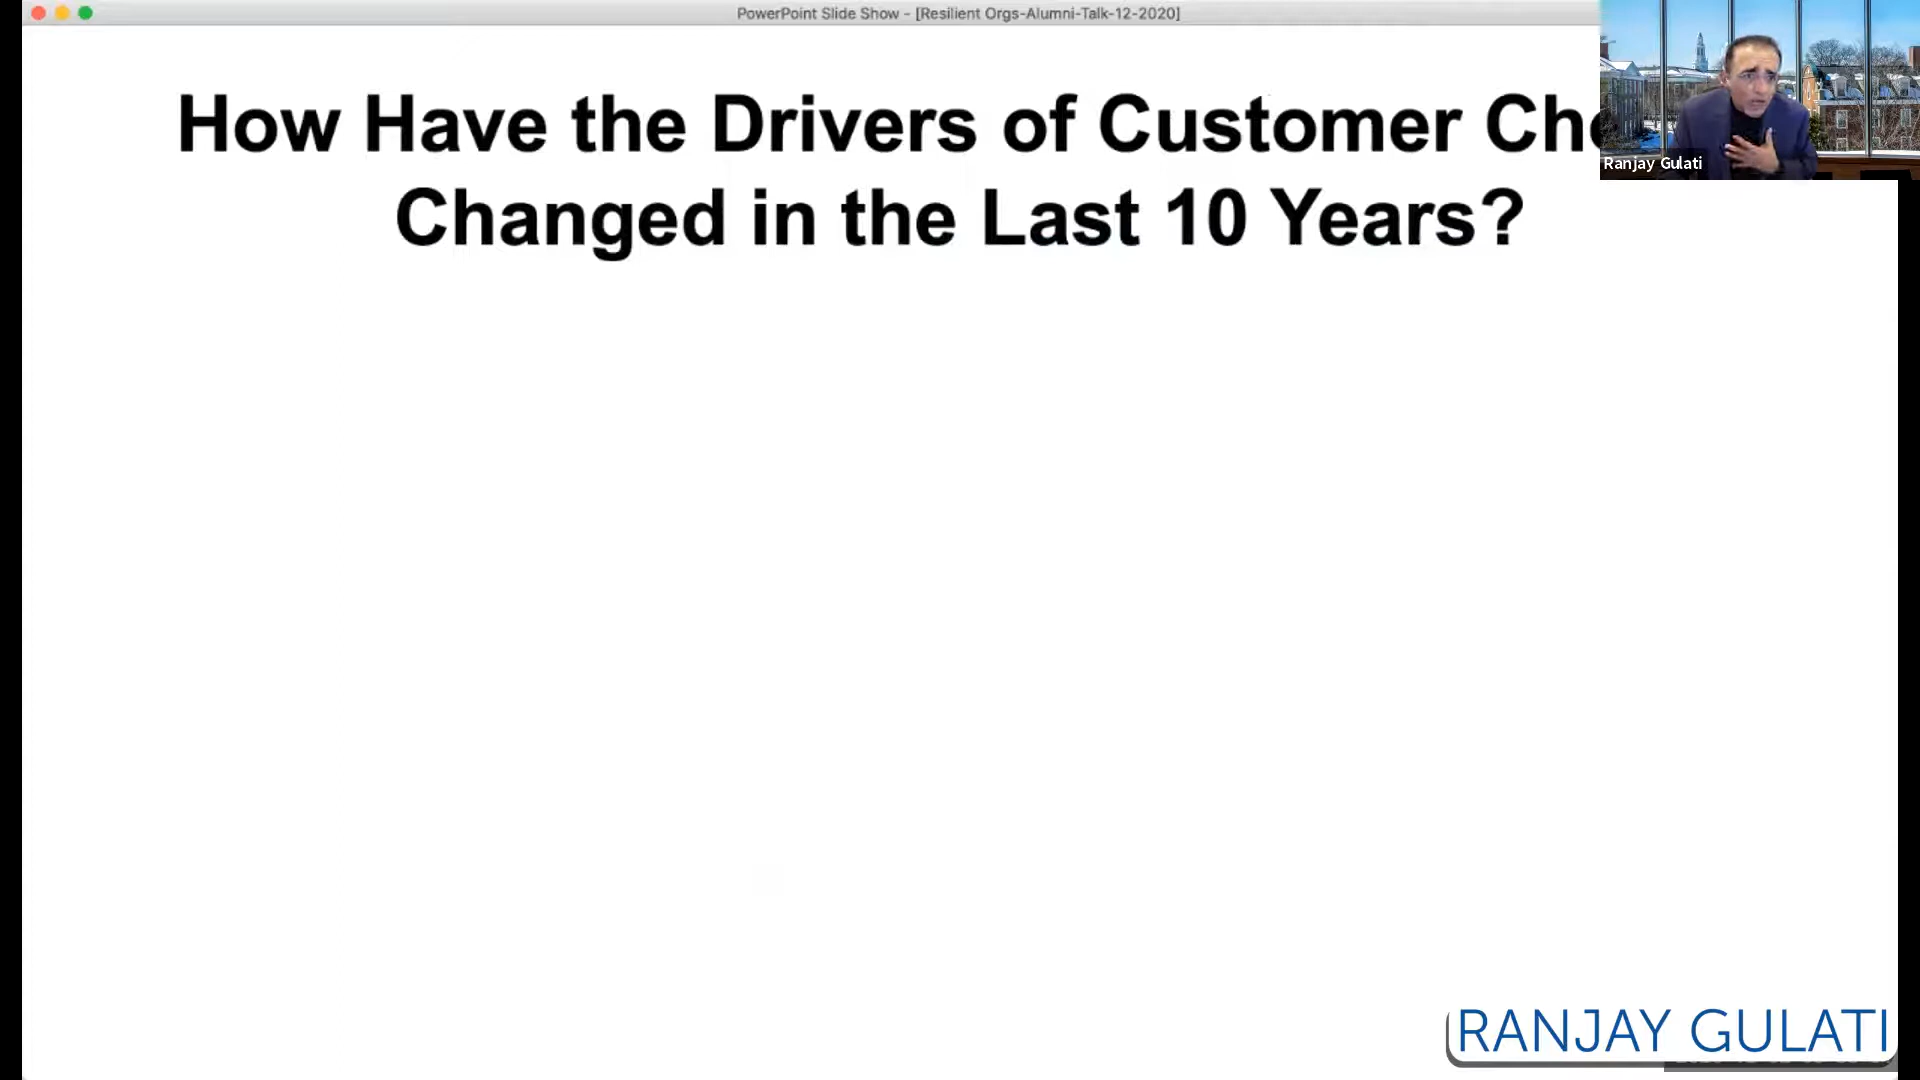 PowerPoint Slide Show - [Resilient Orgs-Alumni-Talk-12-2020]
How Have the Drivers of Customer
Changed in the Last 10 Years?
Ranjay Gulati
RANJAY GULATI